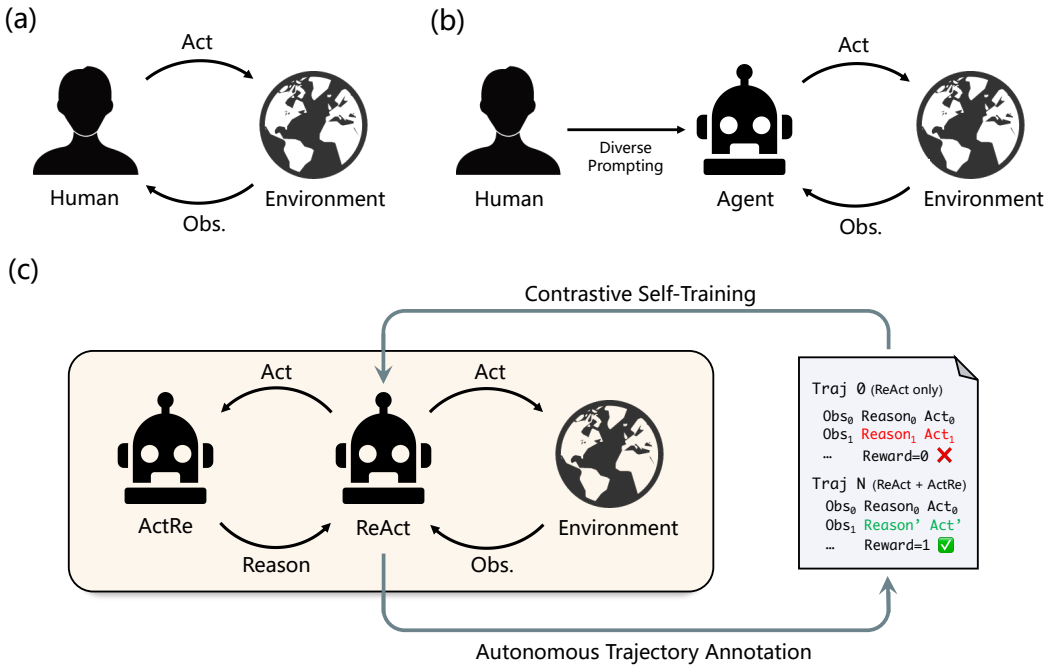 (a)
Act
Human
Environment
Obs.
(b)
Act
Diverse
Prompting
Human
Agent
Environment
Obs.
(c)
Contrastive Self-Training
Act
Act
ActRe
ReAct
Environment
Reason
Obs.
Traj 0 (ReAct only)
Obs₀ Reason₀ Act₀
Obs₁ Reason₁ Act₁
… Reward=0 ❌
Traj N (ReAct + ActRe)
Obs₀ Reason₀ Act₀
Obs₁ Reason’ Act’
… Reward=1 ✅
Autonomous Trajectory Annotation